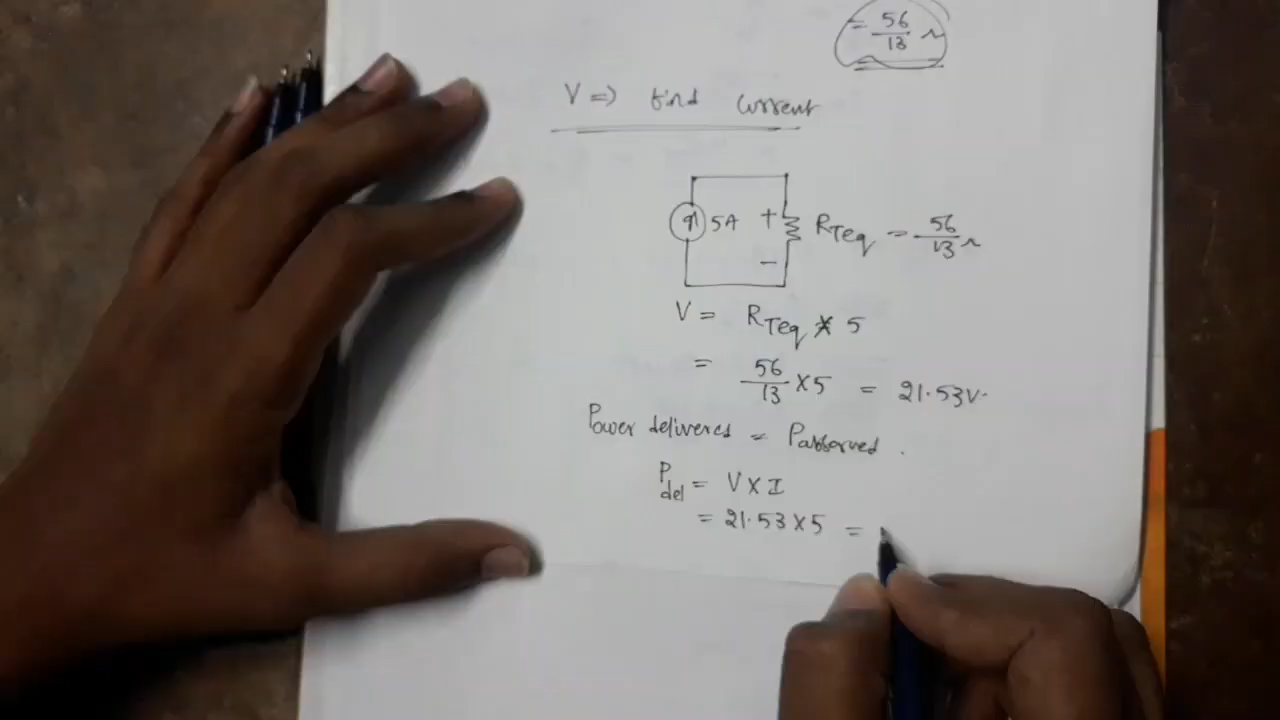 = 56/13 Ω
V => find current
5A + - RTeq = 56/13 Ω
V = RTeq * 5
= 56/13 X 5 = 21.53V.
Power delivered = Pabsorved.
Pdel = V X I
= 21.53 X 5 =